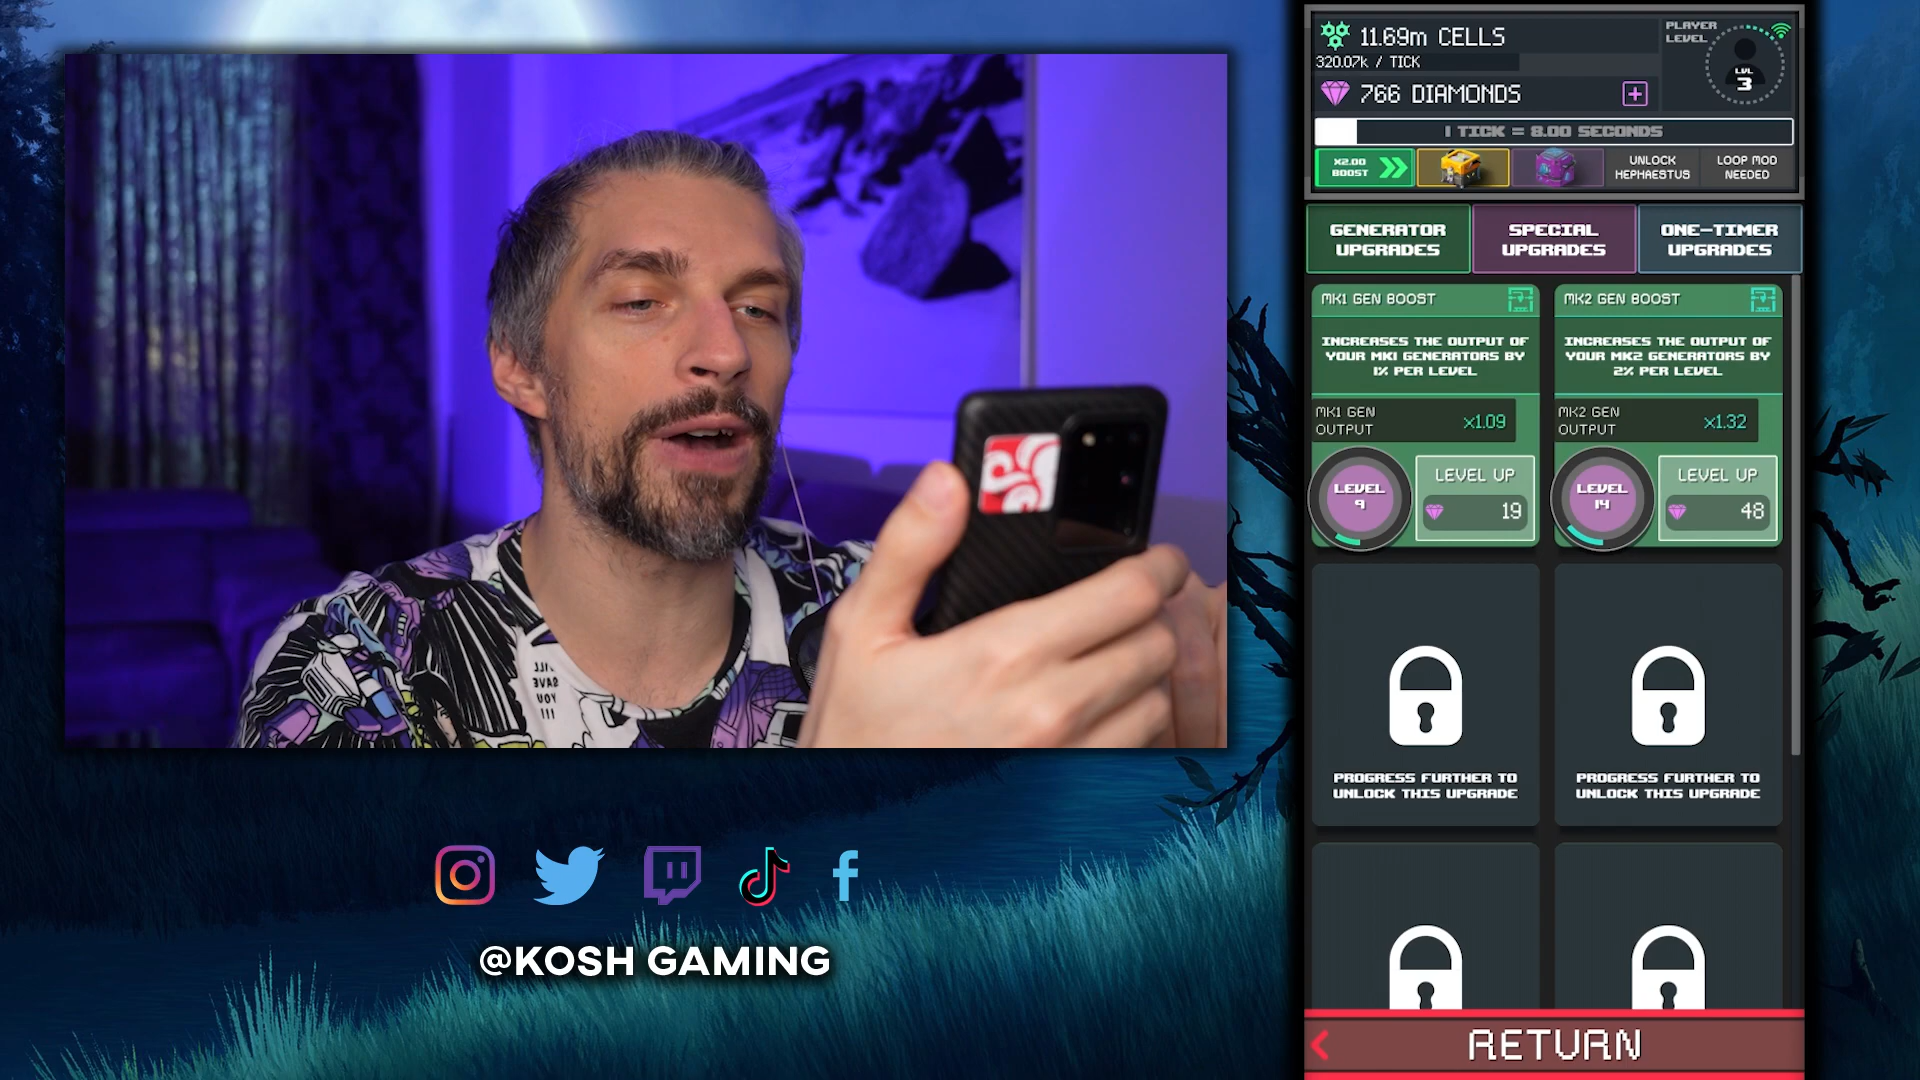 11.69m CELLS
320.07k / TICK
766 DIAMONDS
PLAYER
LEVEL
LVL
3
1 TICK = 8.00 SECONDS
X2.00
BOOST
UNLOCK
HEPHAESTUS
LOOP MOD
NEEDED
GENERATOR
UPGRADES
SPECIAL
UPGRADES
ONE-TIMER
UPGRADES
MK1 GEN BOOST
INCREASES THE OUTPUT OF
YOUR MK1 GENERATORS BY
1% PER LEVEL
MK1 GEN
OUTPUT
x1.09
LEVEL
9
LEVEL UP
19
MK2 GEN BOOST
INCREASES THE OUTPUT OF
YOUR MK2 GENERATORS BY
2% PER LEVEL
MK2 GEN
OUTPUT
x1.32
LEVEL
14
LEVEL UP
48
PROGRESS FURTHER TO
UNLOCK THIS UPGRADE
PROGRESS FURTHER TO
UNLOCK THIS UPGRADE
RETURN
SAVE
YOU
!!!
@KOSH GAMING